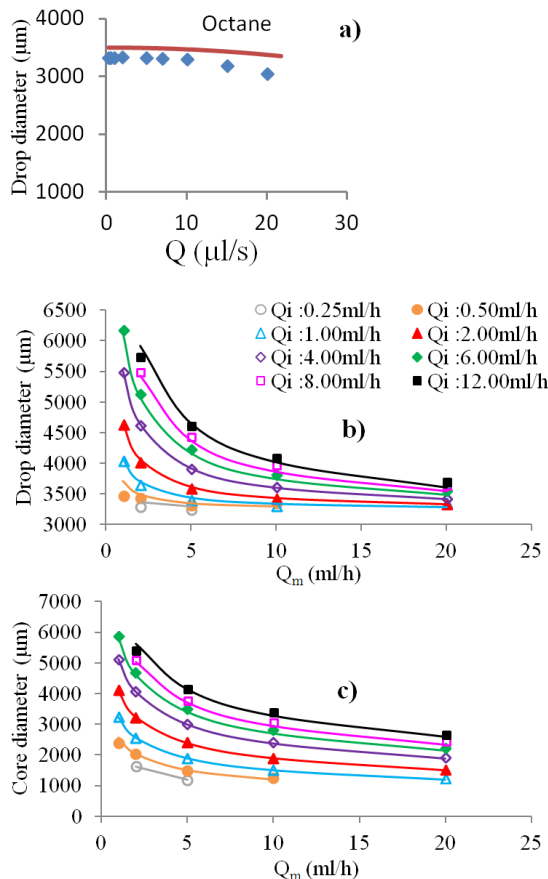 Octane
a)
Drop diameter (µm)
4000
3000
2000
1000
0 10 20 30
Q (µl/s)
Drop diameter (µm)
6500
6000
5500
5000
4500
4000
3500
3000
Qi :0.25ml/h Qi :0.50ml/h
Qi :1.00ml/h Qi :2.00ml/h
Qi :4.00ml/h Qi :6.00ml/h
Qi :8.00ml/h Qi :12.00ml/h
b)
0 5 10 15 20 25
Qm (ml/h)
Core diameter (µm)
7000
6000
5000
4000
3000
2000
1000
0
c)
0 5 10 15 20 25
Qm (ml/h)